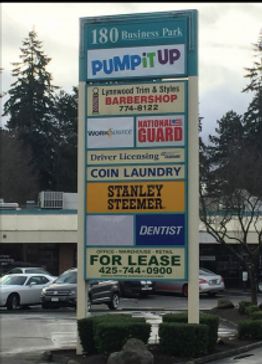 180 Business Park
PUMP iT UP
Lynnwood Trim & Styles
BARBERSHOP
774-8122
WORKSOURCE
NATIONAL
GUARD
Driver Licensing
COIN LAUNDRY
STANLEY
STEEMER
DENTIST
OFFICE - WAREHOUSE - RETAIL
FOR LEASE
425-744-0900